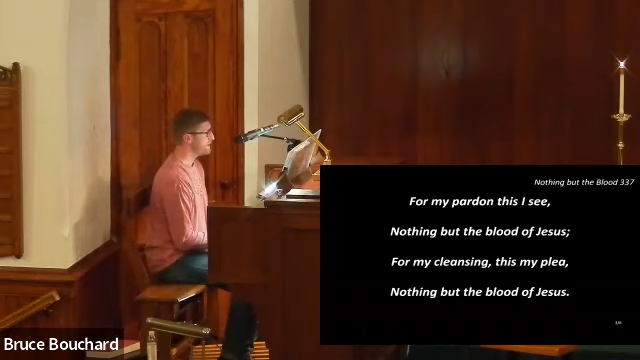 Nothing but the Blood 337
For my pardon this I see,
Nothing but the blood of Jesus;
For my cleansing, this my plea,
Nothing but the blood of Jesus.
Bruce Bouchard